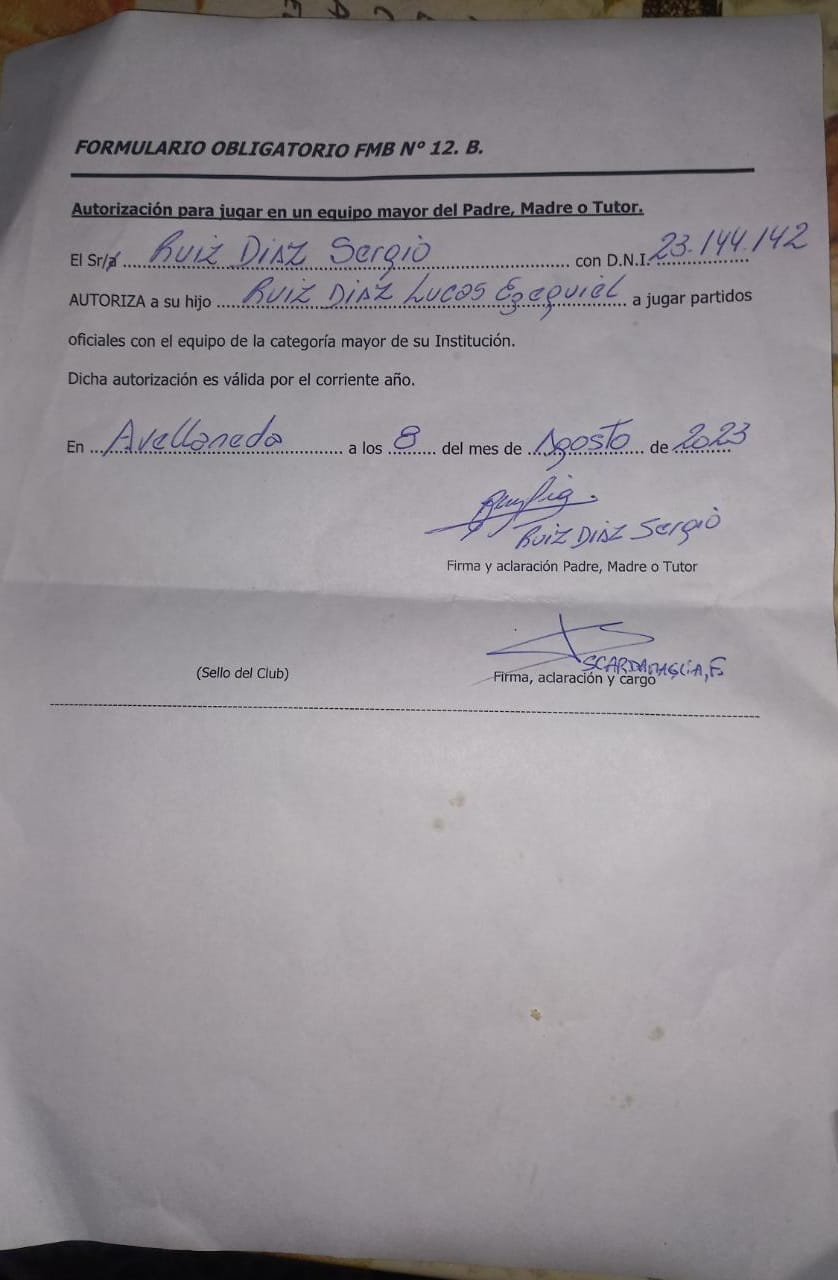 FORMULARIO OBLIGATORIO FMB Nº 12. B.
Autorización para jugar en un equipo mayor del Padre, Madre o Tutor.
El Sr/a Ruiz Diaz Sergio con D.N.I. 23.144.142
AUTORIZA a su hijo Ruiz Diaz Lucas Ezequiel a jugar partidos
oficiales con el equipo de la categoría mayor de su Institución.
Dicha autorización es válida por el corriente año.
En Avellaneda a los 8 del mes de Agosto de 2023
Ruiz Diaz Sergio
Firma y aclaración Padre, Madre o Tutor
(Sello del Club)
Firma, aclaración y cargo